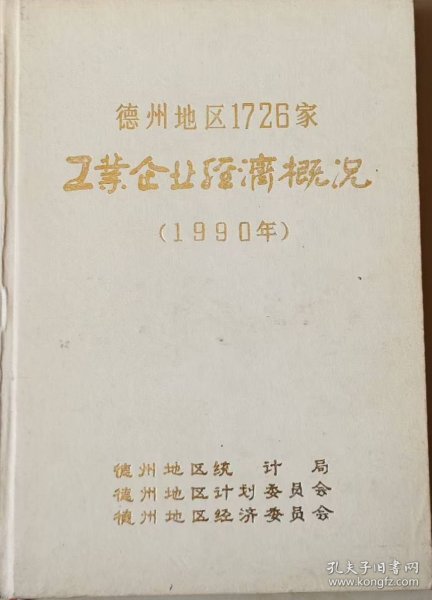 德州地区1726家
工業企业経濟概况
(1990年)
德州地区统计局
德州地区计划委员会
德州地区经济委员会
孔夫子旧书网
book.kongfz.com